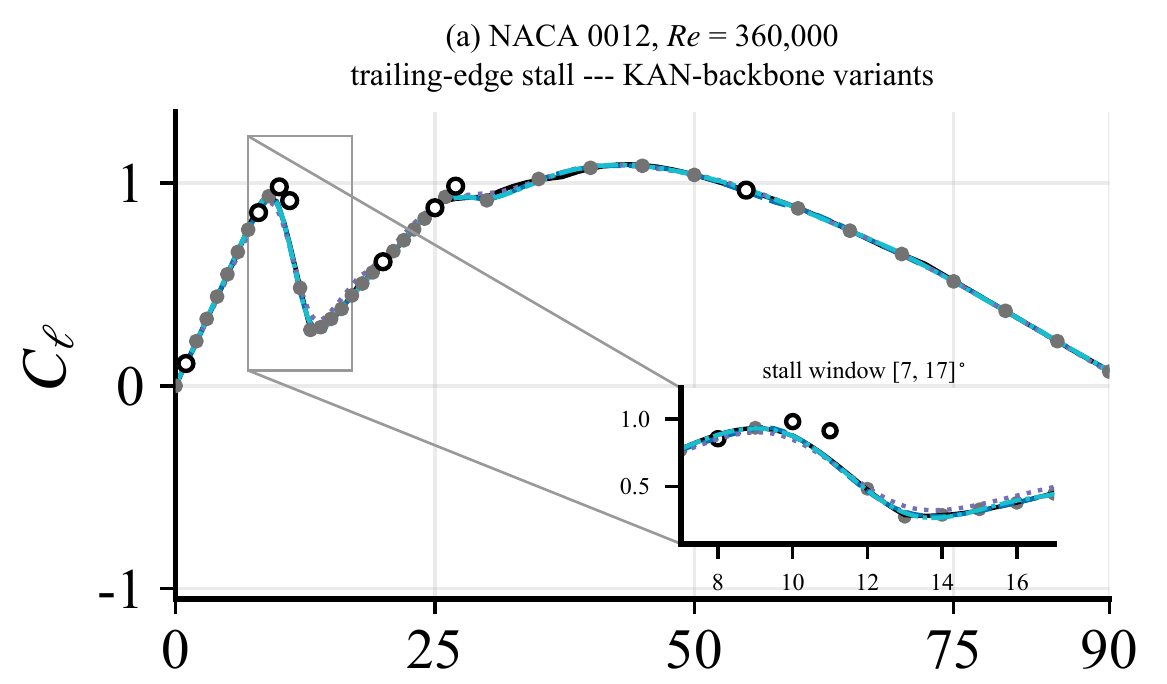 (a) NACA 0012, Re = 360,000
trailing-edge stall --- KAN-backbone variants
Cℓ
1
0
-1
stall window [7, 17]°
1.0
0.5
8 10 12 14 16
0 25 50 75 90